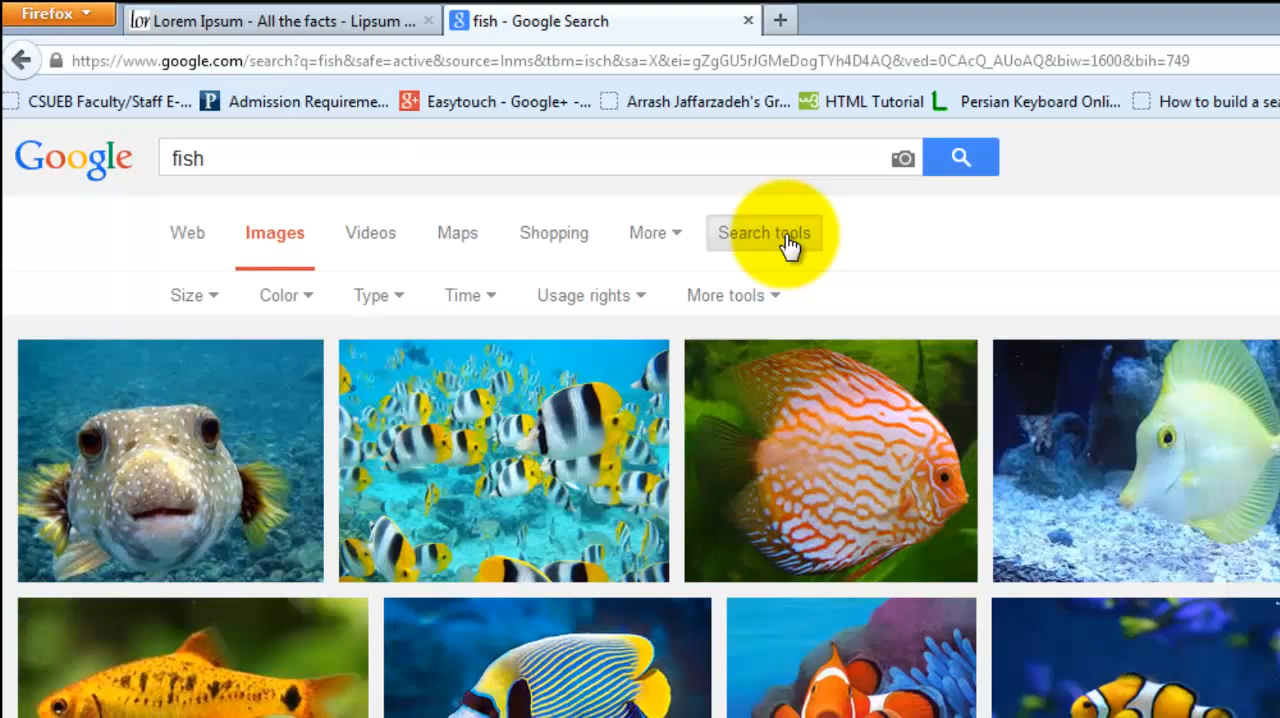 Firefox
lor Lorem Ipsum - All the facts - Lipsum ... 8 fish - Google Search
https://www.google.com/search?q=fish&safe=active&source=lnms&tbm=isch&sa=X&ei=gZgGU5rJGMeDogTYh4D4AQ&ved=0CAcQ_AUoAQ&biw=1600&bih=749
CSUEB Faculty/Staff E-... P Admission Requireme... g+ Easytouch - Google+ -... Arrash Jaffarzadeh's Gr... w3 HTML Tutorial L Persian Keyboard Onli... How to build a sea
Google fish
Web Images Videos Maps Shopping More Search tools
Size Color Type Time Usage rights More tools